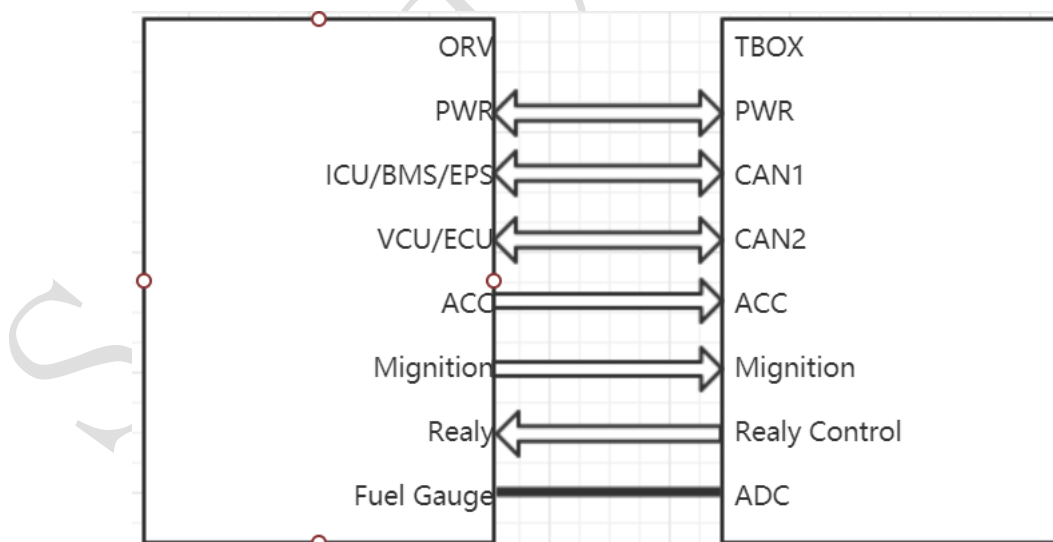 ORV TBOX
PWR PWR
ICU/BMS/EPS CAN1
VCU/ECU CAN2
ACC ACC
Mignition Mignition
Realy Realy Control
Fuel Gauge ADC